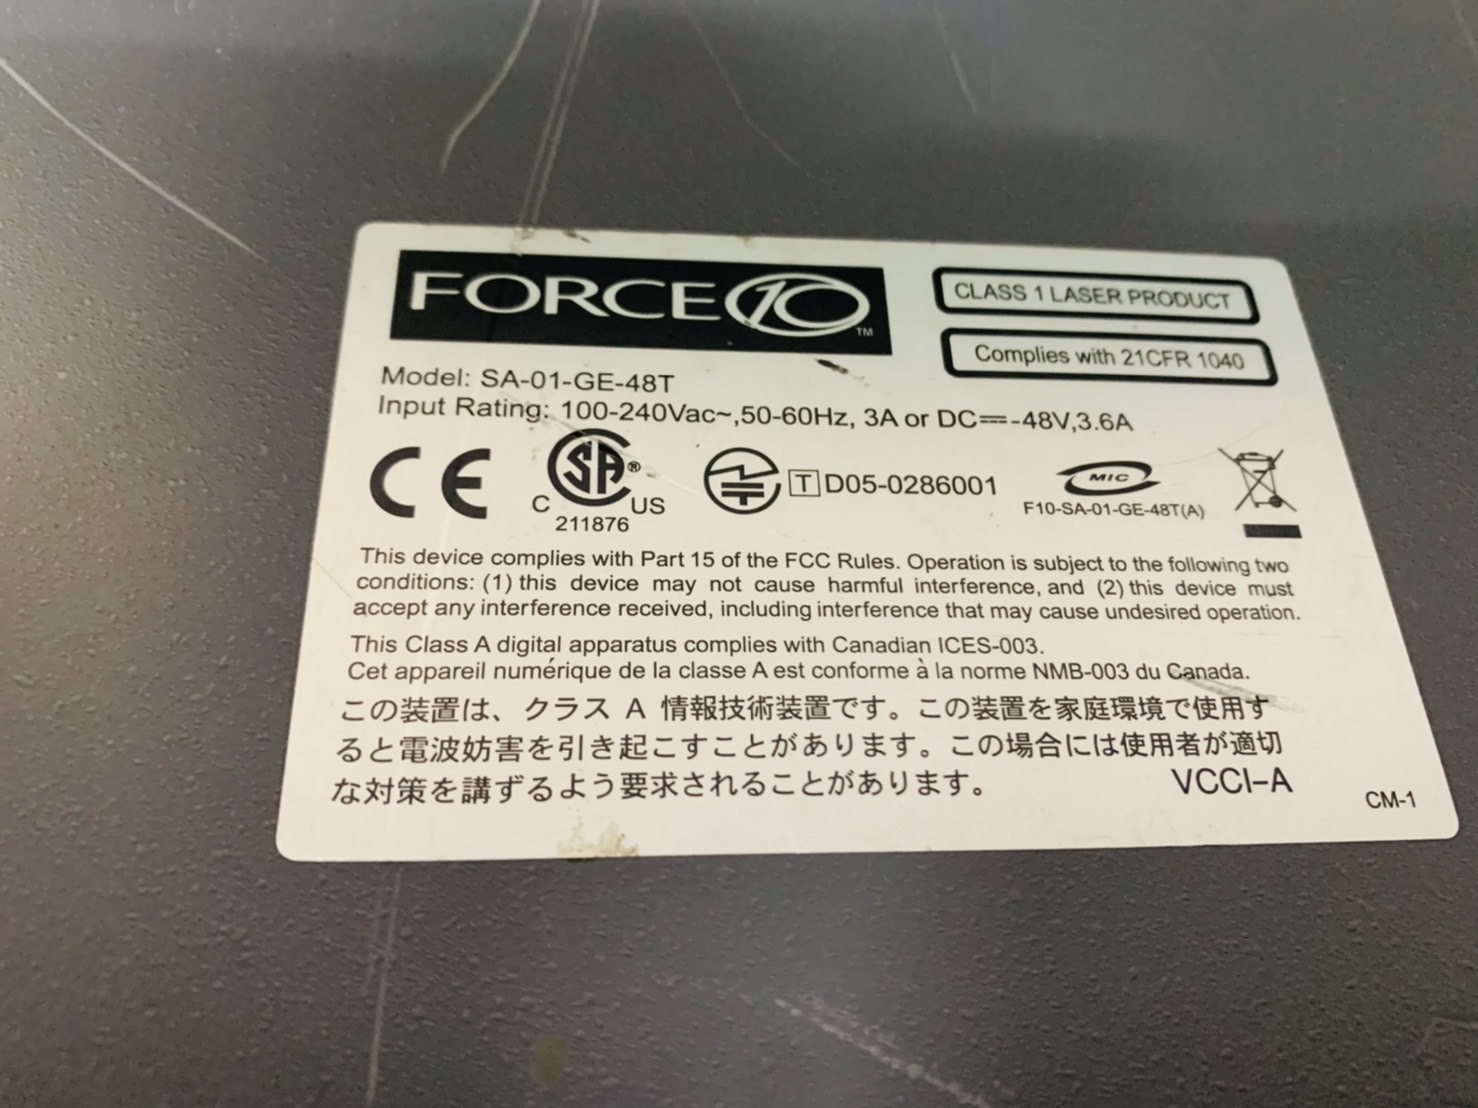 FORCE10™
CLASS 1 LASER PRODUCT
Complies with 21CFR 1040
Model: SA-01-GE-48T
Input Rating: 100-240Vac~,50-60Hz, 3A or DC⎓-48V,3.6A
CE
SA®
C US
211876
T D05-0286001
MIC
F10-SA-01-GE-48T(A)
This device complies with Part 15 of the FCC Rules. Operation is subject to the following two
conditions: (1) this device may not cause harmful interference, and (2) this device must
accept any interference received, including interference that may cause undesired operation.
This Class A digital apparatus complies with Canadian ICES-003.
Cet appareil numérique de la classe A est conforme à la norme NMB-003 du Canada.
この装置は、クラス A 情報技術装置です。この装置を家庭環境で使用す
ると電波妨害を引き起こすことがあります。この場合には使用者が適切
な対策を講ずるよう要求されることがあります。 VCCI-A
CM-1